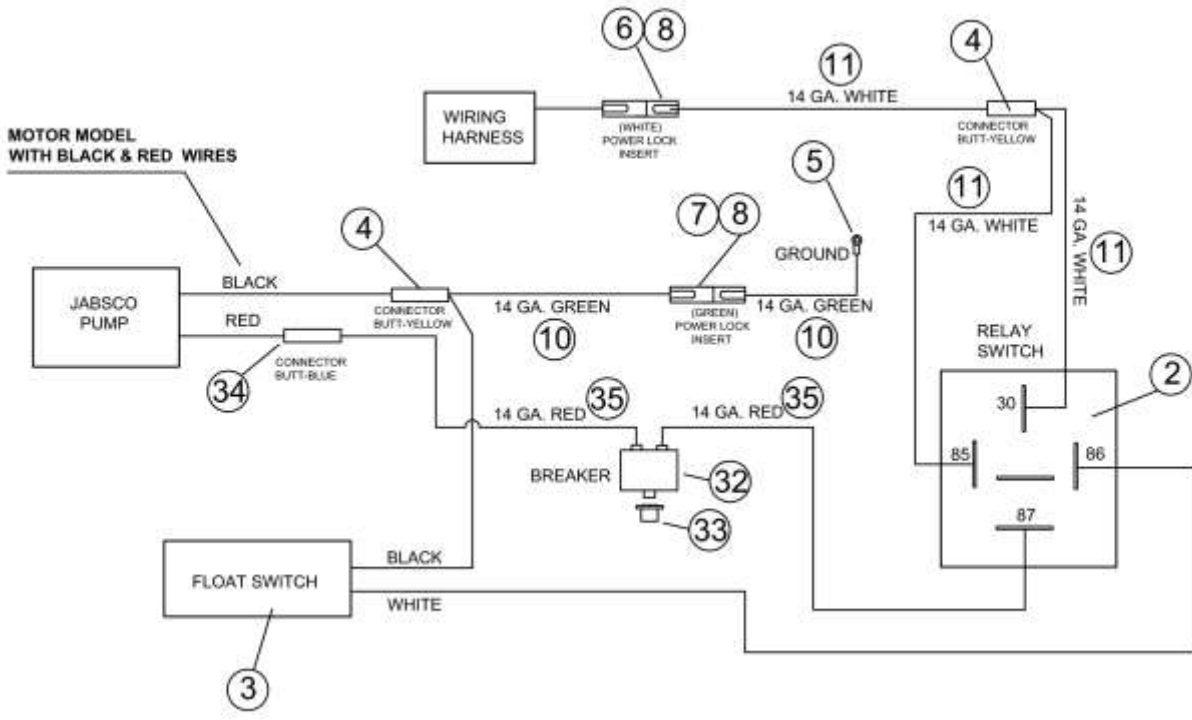 6
8
4
11
14 GA. WHITE
WIRING
HARNESS
(WHITE)
POWER LOCK
INSERT
CONNECTOR
BUTT-YELLOW
MOTOR MODEL
WITH BLACK & RED WIRES
5
11
14 GA. WHITE
14 GA. WHITE
11
4
7
8
GROUND
JABSCO
PUMP
BLACK
CONNECTOR
BUTT-YELLOW
14 GA. GREEN
10
(GREEN)
POWER LOCK
INSERT
14 GA. GREEN
10
RED
CONNECTOR
BUTT-BLUE
34
RELAY
SWITCH
2
30
85
86
87
14 GA. RED
35
14 GA. RED
35
BREAKER
32
33
FLOAT SWITCH
BLACK
WHITE
3